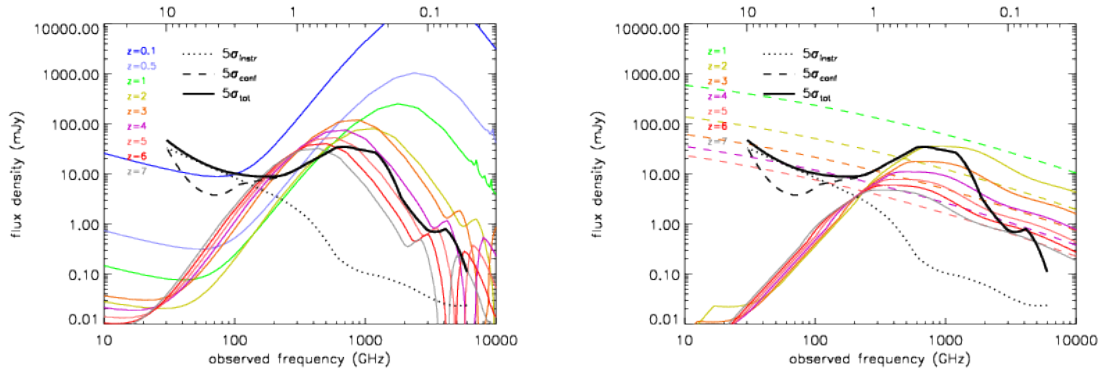 10 1 0.1
10000.00
1000.00
100.00
10.00
1.00
0.10
0.01
flux density (mJy)
z=0.1
z=0.5
z=1
z=2
z=3
z=4
z=5
z=6
z=7
5σinstr
5σconf
5σtot
10 100 1000 10000
observed frequency (GHz)
10 1 0.1
10000.00
1000.00
100.00
10.00
1.00
0.10
0.01
flux density (mJy)
z=1
z=2
z=3
z=4
z=5
z=6
z=7
5σinstr
5σconf
5σtot
10 100 1000 10000
observed frequency (GHz)